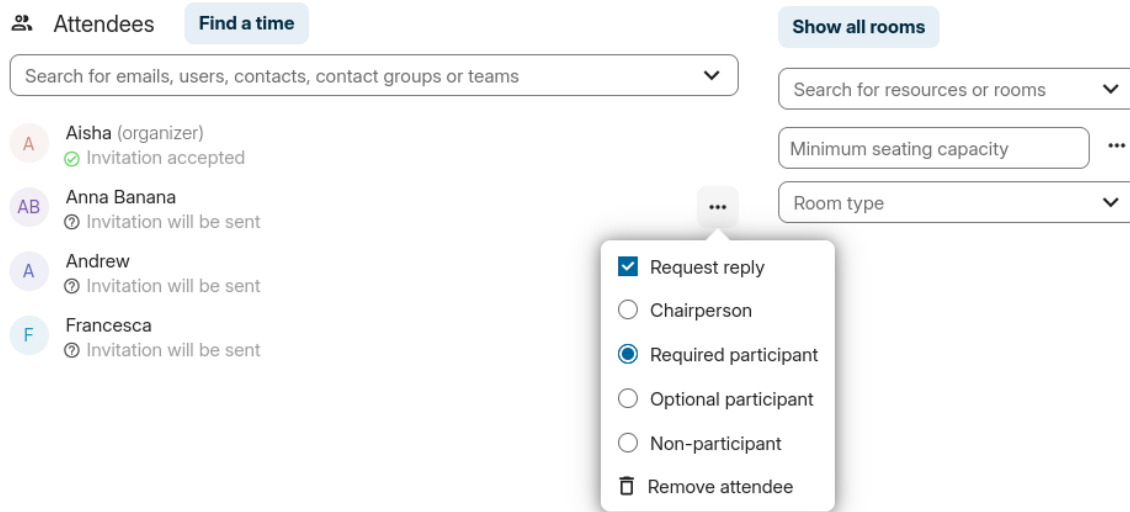 Attendees
Find a time
Search for emails, users, contacts, contact groups or teams
A
Aisha (organizer)
Invitation accepted
AB
Anna Banana
Invitation will be sent
A
Andrew
Invitation will be sent
F
Francesca
Invitation will be sent
Request reply
Chairperson
Required participant
Optional participant
Non-participant
Remove attendee
Show all rooms
Search for resources or rooms
Minimum seating capacity
Room type